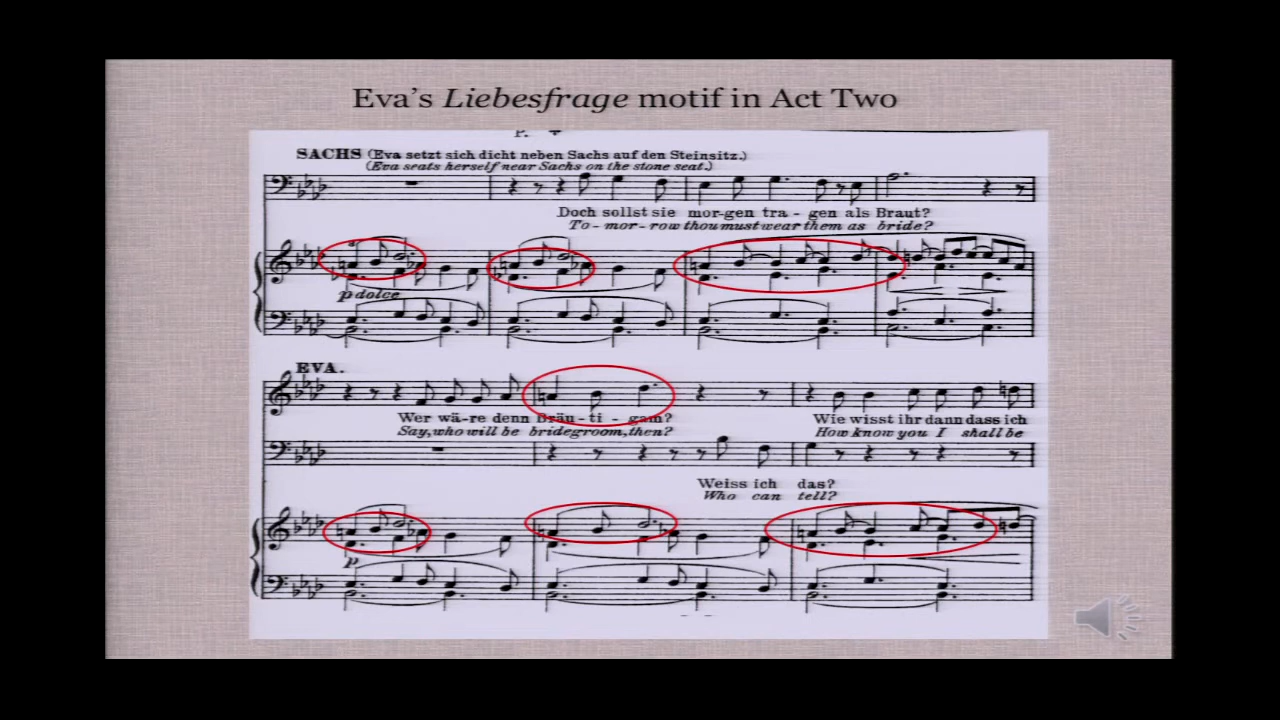 Eva's Liebesfrage motif in Act Two
SACHS (Eva setzt sich dicht neben Sachs auf den Steinsitz.)
(Eva seats herself near Sachs on the stone seat.)
Doch sollst sie mor-gen tra - gen als Braut?
To - mor - row thou must wear them as bride?
p dolce
EVA.
Wer wä-re denn Bräu - ti - gam?
Say, who will be bridegroom, then?
Wie wisst ihr dann dass ich
How know you I shall be
Weiss ich das?
Who can tell?
p